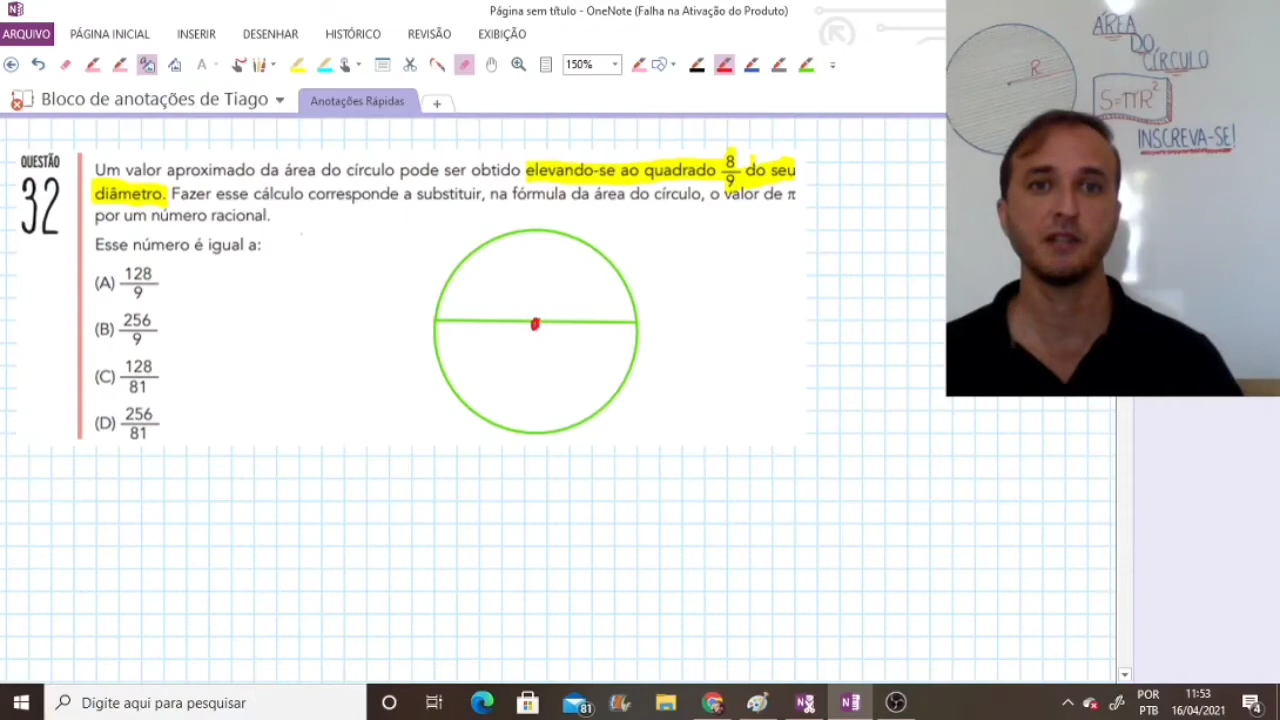 Página sem título - OneNote (Falha na Ativação do Produto)
ARQUIVO PÁGINA INICIAL INSERIR DESENHAR HISTÓRICO REVISÃO EXIBIÇÃO
150%
Bloco de anotações de Tiago
Anotações Rápidas
ÁREA
DO
CÍRCULO
R
S=πR²
INSCREVA-SE!
QUESTÃO
32
Um valor aproximado da área do círculo pode ser obtido elevando-se ao quadrado 8/9 do seu
diâmetro. Fazer esse cálculo corresponde a substituir, na fórmula da área do círculo, o valor de π
por um número racional.
Esse número é igual a:
(A) 128/9
(B) 256/9
(C) 128/81
(D) 256/81
Digite aqui para pesquisar
81
POR
PTB
11:53
16/04/2021
4